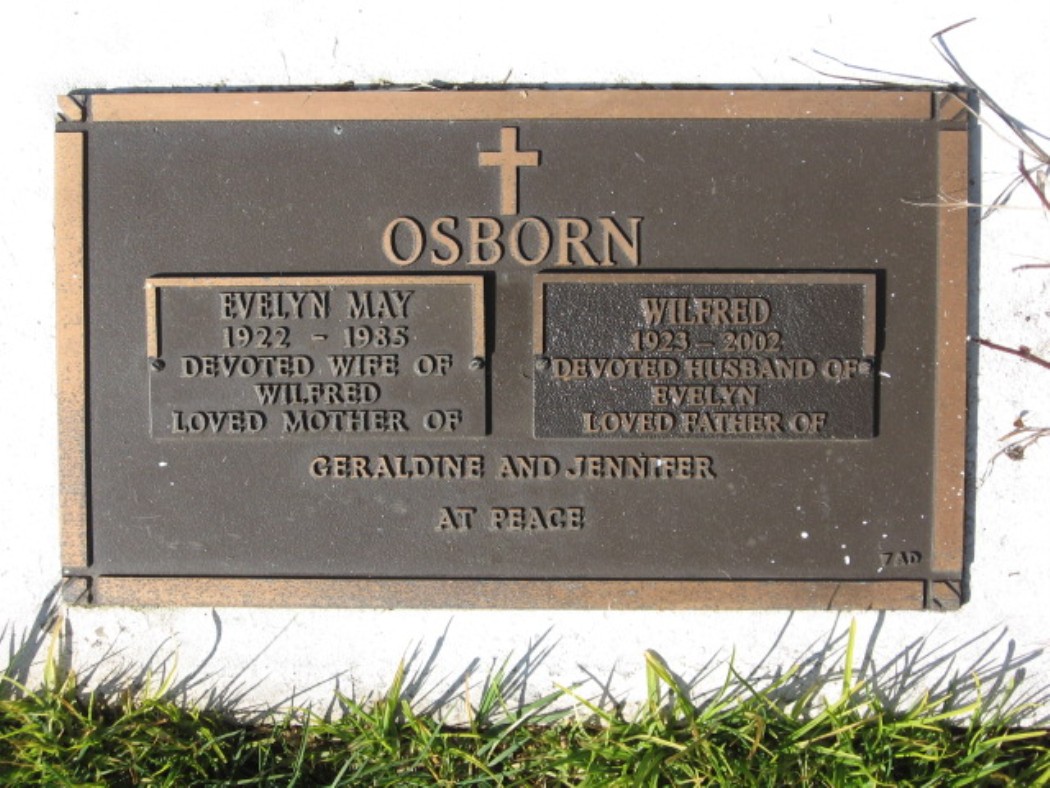 OSBORN
EVELYN MAY
1922 - 1985
DEVOTED WIFE OF
WILFRED
LOVED MOTHER OF
WILFRED
1923 - 2002
DEVOTED HUSBAND OF
EVELYN
LOVED FATHER OF
GERALDINE AND JENNIFER
AT PEACE
7AD